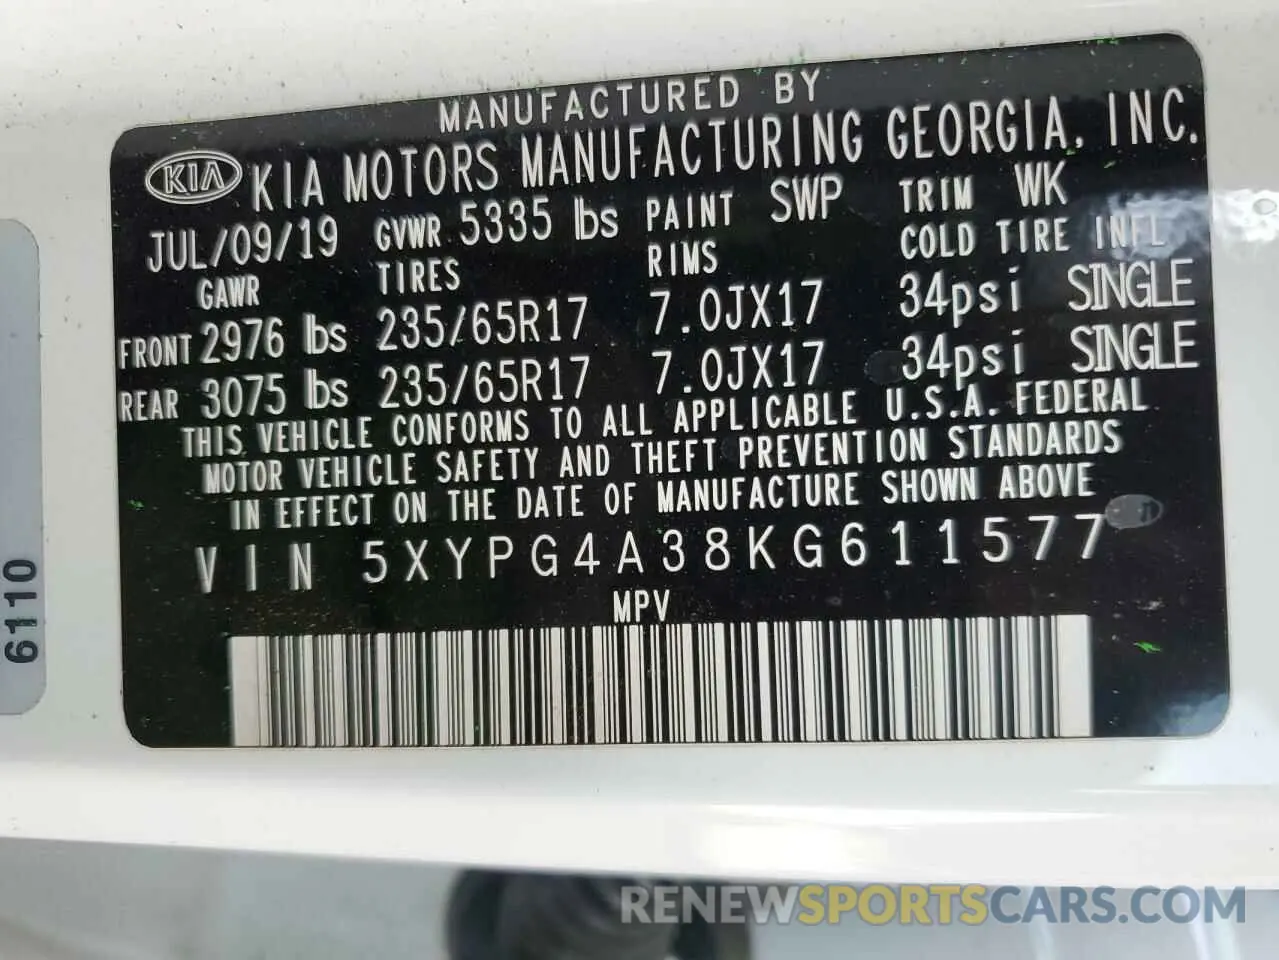 MANUFACTURED BY
KIA KIA MOTORS MANUFACTURING GEORGIA, INC.
JUL/09/19 GVWR 5335 lbs PAINT SWP TRIM WK
GAWR TIRES RIMS COLD TIRE INFL
FRONT 2976 lbs 235/65R17 7.0JX17 34psi SINGLE
REAR 3075 lbs 235/65R17 7.0JX17 34psi SINGLE
THIS VEHICLE CONFORMS TO ALL APPLICABLE U.S.A. FEDERAL
MOTOR VEHICLE SAFETY AND THEFT PREVENTION STANDARDS
IN EFFECT ON THE DATE OF MANUFACTURE SHOWN ABOVE
VIN 5XYPG4A38KG611577
MPV
6110
RENEWSPORTSCARS.COM